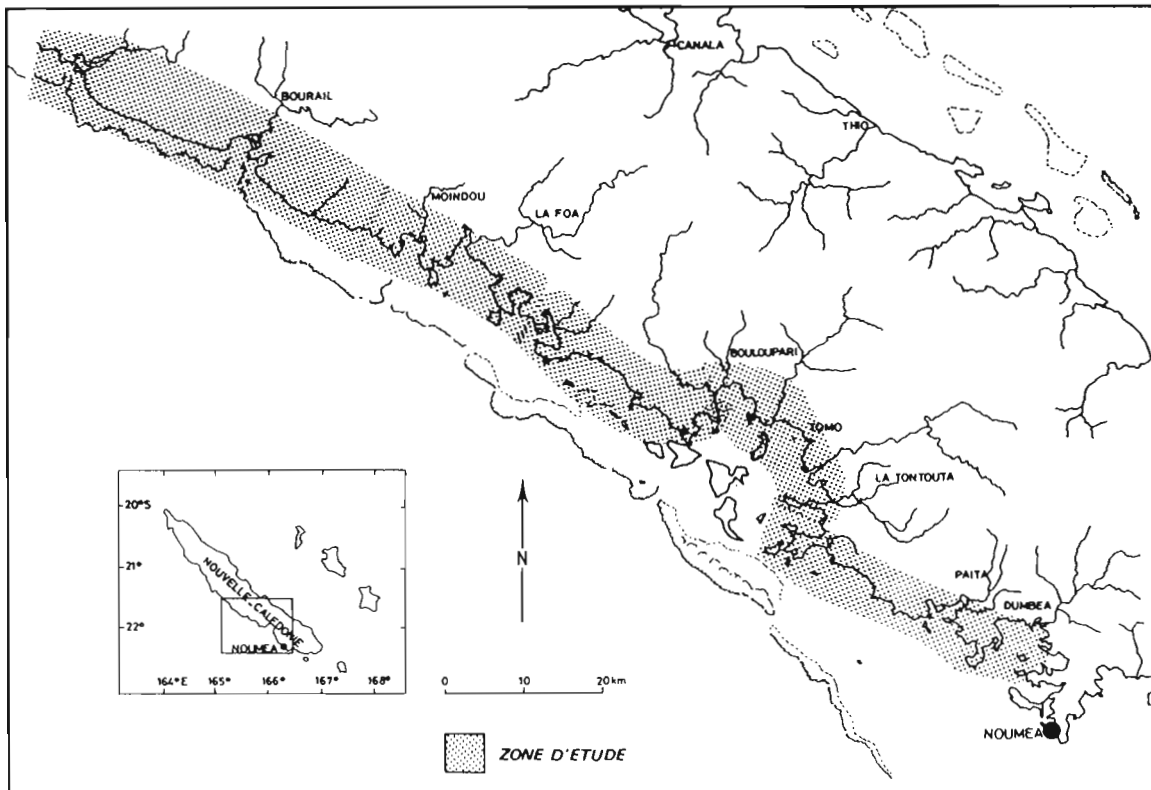 CANALA
BOURAIL
THIO
MOINDOU
LA FOA
BOULOUPARI
TOMO
LA TONTOUTA
PAITA
DUMBEA
NOUMEA
N
0 10 20 km
ZONE D'ETUDE
20°S
21°
22°
164°E 165° 166° 167° 168°
NOUVELLE-CALEDONIE
NOUMEA